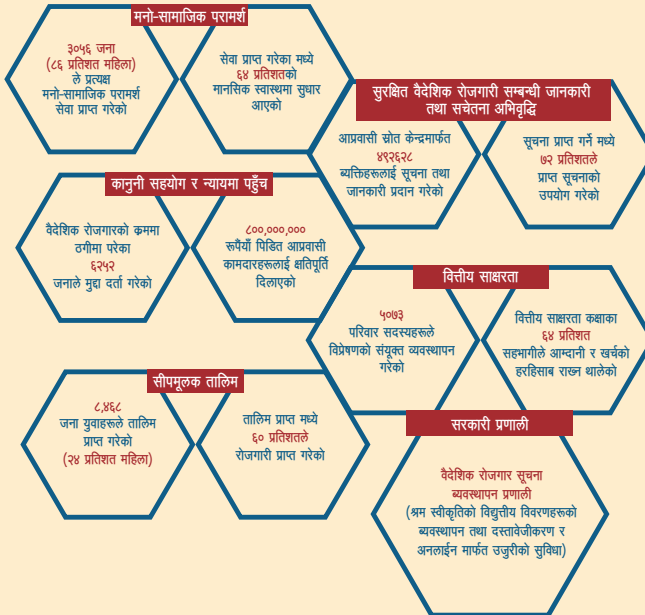 मनो-सामाजिक परामर्श
३०५६ जना
(८६ प्रतिशत महिला)
ले प्रत्यक्ष
मनो-सामाजिक परामर्श
सेवा प्राप्त गरेको
सेवा प्राप्त गरेका मध्ये
६४ प्रतिशतको
मानसिक स्वास्थमा सुधार
आएको
सुरक्षित वैदेशिक रोजगारी सम्बन्धी जानकारी
तथा सचेतना अभिवृद्धि
आप्रवासी स्रोत केन्द्रमार्फत
४९२६२८
ब्यक्तिहरूलाई सूचना तथा
जानकारी प्रदान गरेको
सूचना प्राप्त गर्ने मध्ये
७२ प्रतिशतले
प्राप्त सूचनाको
उपयोग गरेको
कानुनी सहयोग र न्यायमा पहुँच
वैदेशिक रोजगारको क्रममा
ठगीमा परेका
६२५२
जनाले मुद्दा दर्ता गरेको
८००,०००,०००
रूपैयाँ पिडित आप्रवासी
कामदारहरूलाई क्षतिपूर्ति
दिलाएको
वित्तीय साक्षरता
५०७३
परिवार सदस्यहरूले
विप्रेषणको संयूक्त व्यवस्थापन
गरेको
वित्तीय साक्षरता कक्षाका
६४ प्रतिशत
सहभागीले आम्दानी र खर्चको
हरहिसाब राख्न थालेको
सीपमूलक तालिम
८,४६८
जना युवाहरूले तालिम
प्राप्त गरेको
(२४ प्रतिशत महिला)
तालिम प्राप्त मध्ये
६० प्रतिशतले
रोजगारी प्राप्त गरेको
सरकारी प्रणाली
वैदेशिक रोजगार सूचना
ब्यवस्थापन प्रणाली
(श्रम स्वीकृतिको विद्युत्तीय विवरणहरूको
ब्यवस्थापन तथा दस्तावेजीकरण र
अनलाईन मार्फत उजुरीको सुविधा)